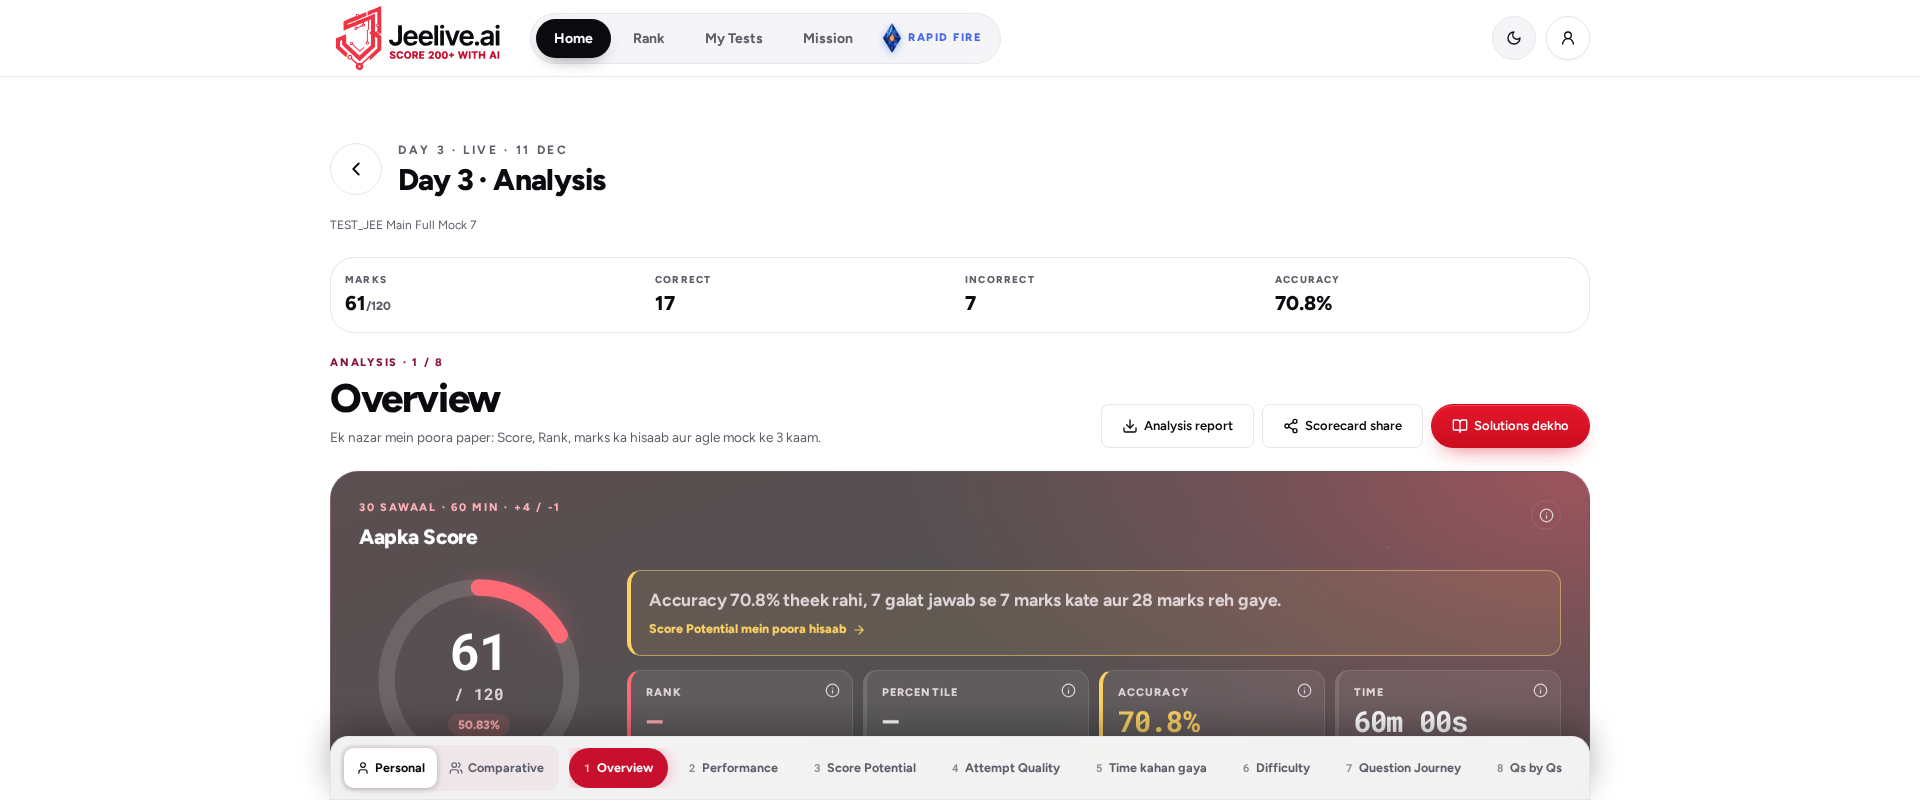 Jeelive.ai
SCORE 200+ WITH AI
Home
Rank
My Tests
Mission
RAPID FIRE
DAY 3 · LIVE · 11 DEC
Day 3 · Analysis
TEST_JEE Main Full Mock 7
MARKS
61/120
CORRECT
17
INCORRECT
7
ACCURACY
70.8%
ANALYSIS · 1 / 8
Overview
Ek nazar mein poora paper: Score, Rank, marks ka hisaab aur agle mock ke 3 kaam.
Analysis report
Scorecard share
Solutions dekho
30 SAWAAL · 60 MIN · +4 / -1
Aapka Score
61
/ 120
50.83%
Accuracy 70.8% theek rahi, 7 galat jawab se 7 marks kate aur 28 marks reh gaye.
Score Potential mein poora hisaab →
RANK
—
PERCENTILE
—
ACCURACY
70.8%
TIME
60m 00s
Personal
Comparative
1 Overview
2 Performance
3 Score Potential
4 Attempt Quality
5 Time kahan gaya
6 Difficulty
7 Question Journey
8 Qs by Qs